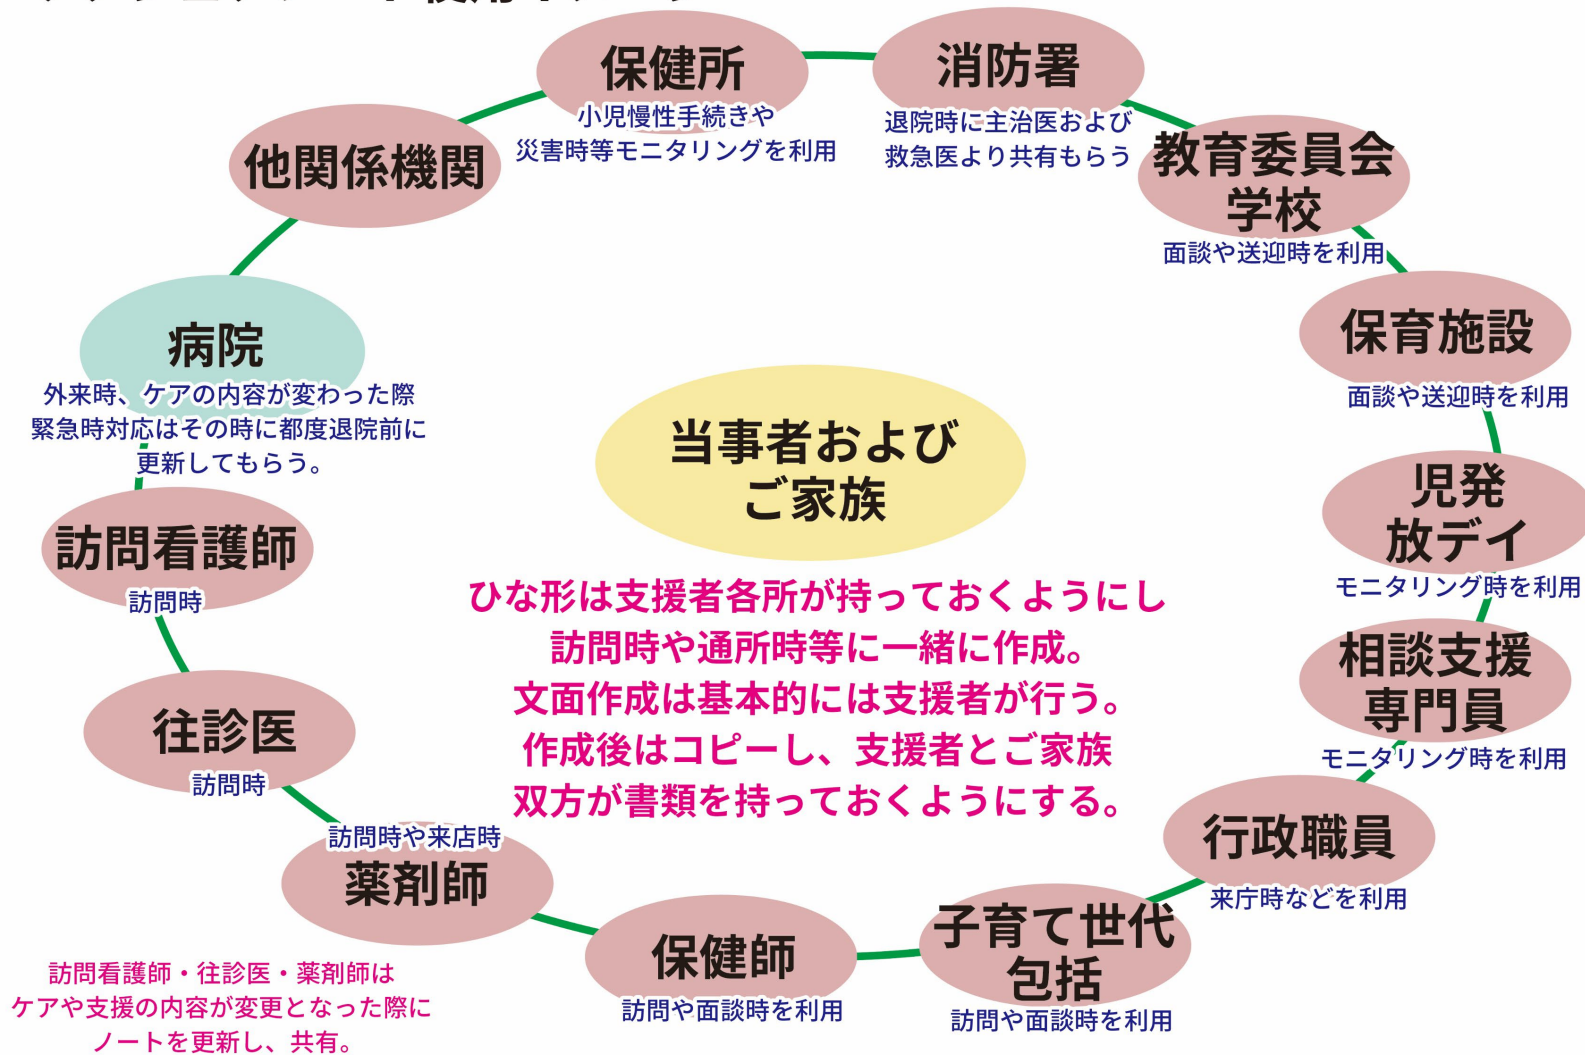 保健所
小児慢性手続きや
災害時等モニタリングを利用
消防署
退院時に主治医および
救急医より共有もらう
教育委員会
学校
面談や送迎時を利用
保育施設
面談や送迎時を利用
児発
放デイ
モニタリング時を利用
相談支援
専門員
モニタリング時を利用
行政職員
来庁時などを利用
子育て世代
包括
訪問や面談時を利用
保健師
訪問や面談時を利用
訪問時や来店時
薬剤師
往診医
訪問時
訪問看護師
訪問時
病院
外来時、ケアの内容が変わった際
緊急時対応はその時に都度退院前に
更新してもらう。
他関係機関
当事者および
ご家族
ひな形は支援者各所が持っておくようにし
訪問時や通所時等に一緒に作成。
文面作成は基本的には支援者が行う。
作成後はコピーし、支援者とご家族
双方が書類を持っておくようにする。
訪問看護師・往診医・薬剤師は
ケアや支援の内容が変更となった際に
ノートを更新し、共有。